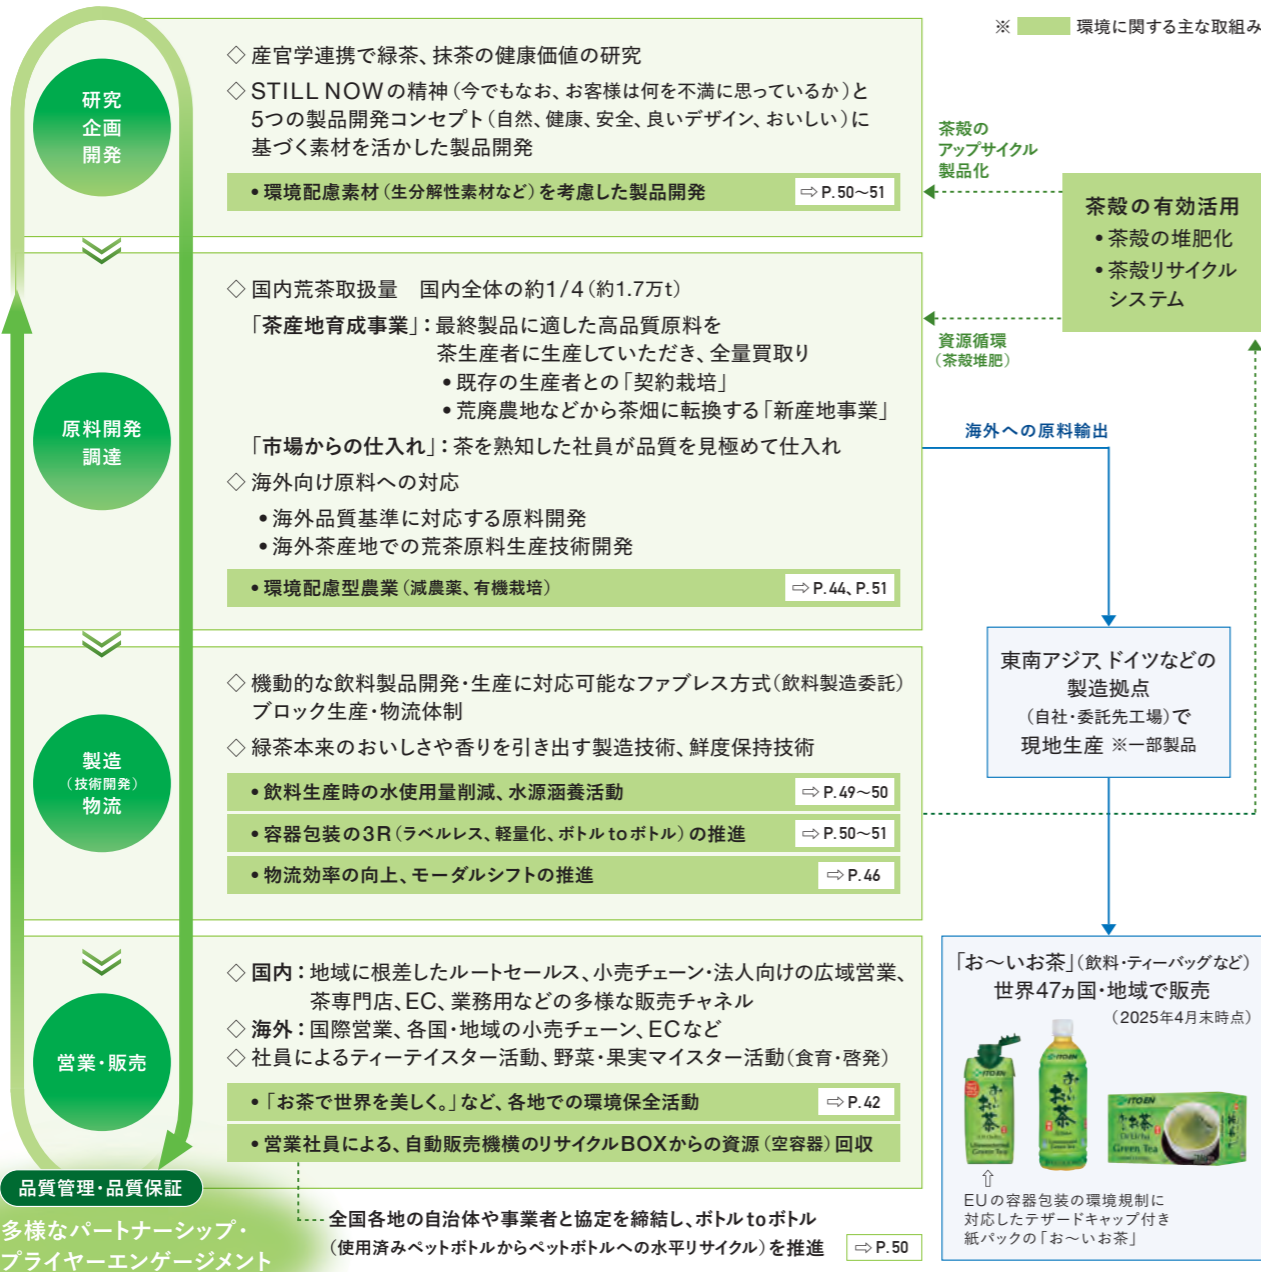 ※ 環境に関する主な取組み
研究
企画
開発
◇ 産官学連携で緑茶、抹茶の健康価値の研究
◇ STILL NOWの精神（今でもなお、お客様は何を不満に思っているか）と
5つの製品開発コンセプト（自然、健康、安全、良いデザイン、おいしい）に
基づく素材を活かした製品開発
•環境配慮素材（生分解性素材など）を考慮した製品開発 ⇨P.50〜51
茶殻の
アップサイクル
製品化
茶殻の有効活用
•茶殻の堆肥化
•茶殻リサイクル
システム
資源循環
（茶殻堆肥）
原料開発
調達
◇ 国内荒茶取扱量　国内全体の約1/4（約1.7万t）
「茶産地育成事業」：最終製品に適した高品質原料を
茶生産者に生産していただき、全量買取り
•既存の生産者との「契約栽培」
•荒廃農地などから茶畑に転換する「新産地事業」
「市場からの仕入れ」：茶を熟知した社員が品質を見極めて仕入れ
◇ 海外向け原料への対応
•海外品質基準に対応する原料開発
•海外茶産地での荒茶原料生産技術開発
•環境配慮型農業（減農薬、有機栽培） ⇨P.44、P.51
海外への原料輸出
東南アジア、ドイツなどの
製造拠点
（自社・委託先工場）で
現地生産 ※一部製品
製造
（技術開発）
物流
◇ 機動的な飲料製品開発・生産に対応可能なファブレス方式（飲料製造委託）
ブロック生産・物流体制
◇ 緑茶本来のおいしさや香りを引き出す製造技術、鮮度保持技術
•飲料生産時の水使用量削減、水源涵養活動 ⇨P.49〜50
•容器包装の3R（ラベルレス、軽量化、ボトルtoボトル）の推進 ⇨P.50〜51
•物流効率の向上、モーダルシフトの推進 ⇨P.46
営業・販売
◇ 国内：地域に根差したルートセールス、小売チェーン・法人向けの広域営業、
茶専門店、EC、業務用などの多様な販売チャネル
◇ 海外：国際営業、各国・地域の小売チェーン、ECなど
◇ 社員によるティーテイスター活動、野菜・果実マイスター活動（食育・啓発）
•「お茶で世界を美しく。」など、各地での環境保全活動 ⇨P.42
•営業社員による、自動販売機横のリサイクルBOXからの資源（空容器）回収
「お〜いお茶」（飲料・ティーバッグなど）
世界47ヵ国・地域で販売
（2025年4月末時点）
ITOEN
お〜いお茶
Green Tea
ITOEN
お〜いお茶
ITOEN
お〜いお茶
Green Tea
⇧
EUの容器包装の環境規制に
対応したテザードキャップ付き
紙パックの「お〜いお茶」
品質管理・品質保証
多様なパートナーシップ・
プライヤーエンゲージメント
全国各地の自治体や事業者と協定を締結し、ボトルtoボトル
（使用済みペットボトルからペットボトルへの水平リサイクル）を推進 ⇨P.50